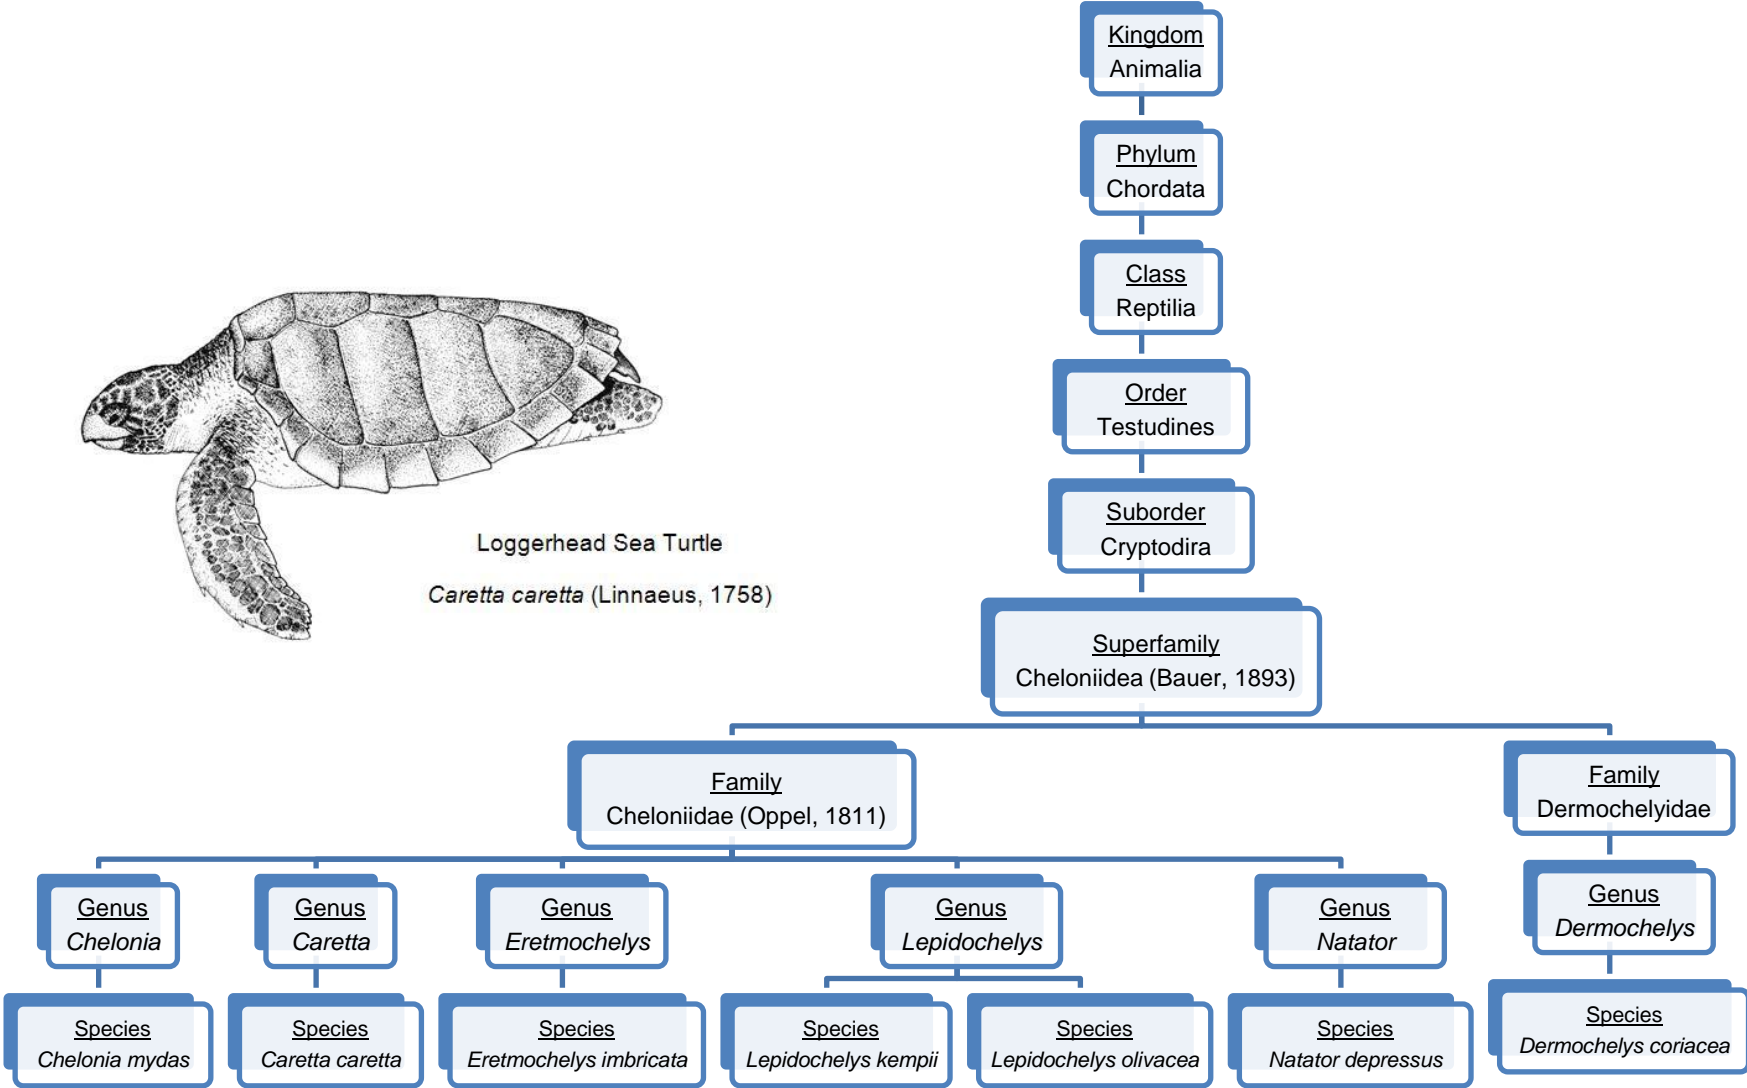 Kingdom
Animalia
Phylum
Chordata
Class
Reptilia
Order
Testudines
Suborder
Cryptodira
Loggerhead Sea Turtle
Caretta caretta (Linnaeus, 1758)
Superfamily
Cheloniidea (Bauer, 1893)
Family
Cheloniidae (Oppel, 1811)
Family
Dermochelyidae
Genus
Chelonia
Genus
Caretta
Genus
Eretmochelys
Genus
Lepidochelys
Genus
Natator
Genus
Dermochelys
Species
Chelonia mydas
Species
Caretta caretta
Species
Eretmochelys imbricata
Species
Lepidochelys kempii
Species
Lepidochelys olivacea
Species
Natator depressus
Species
Dermochelys coriacea